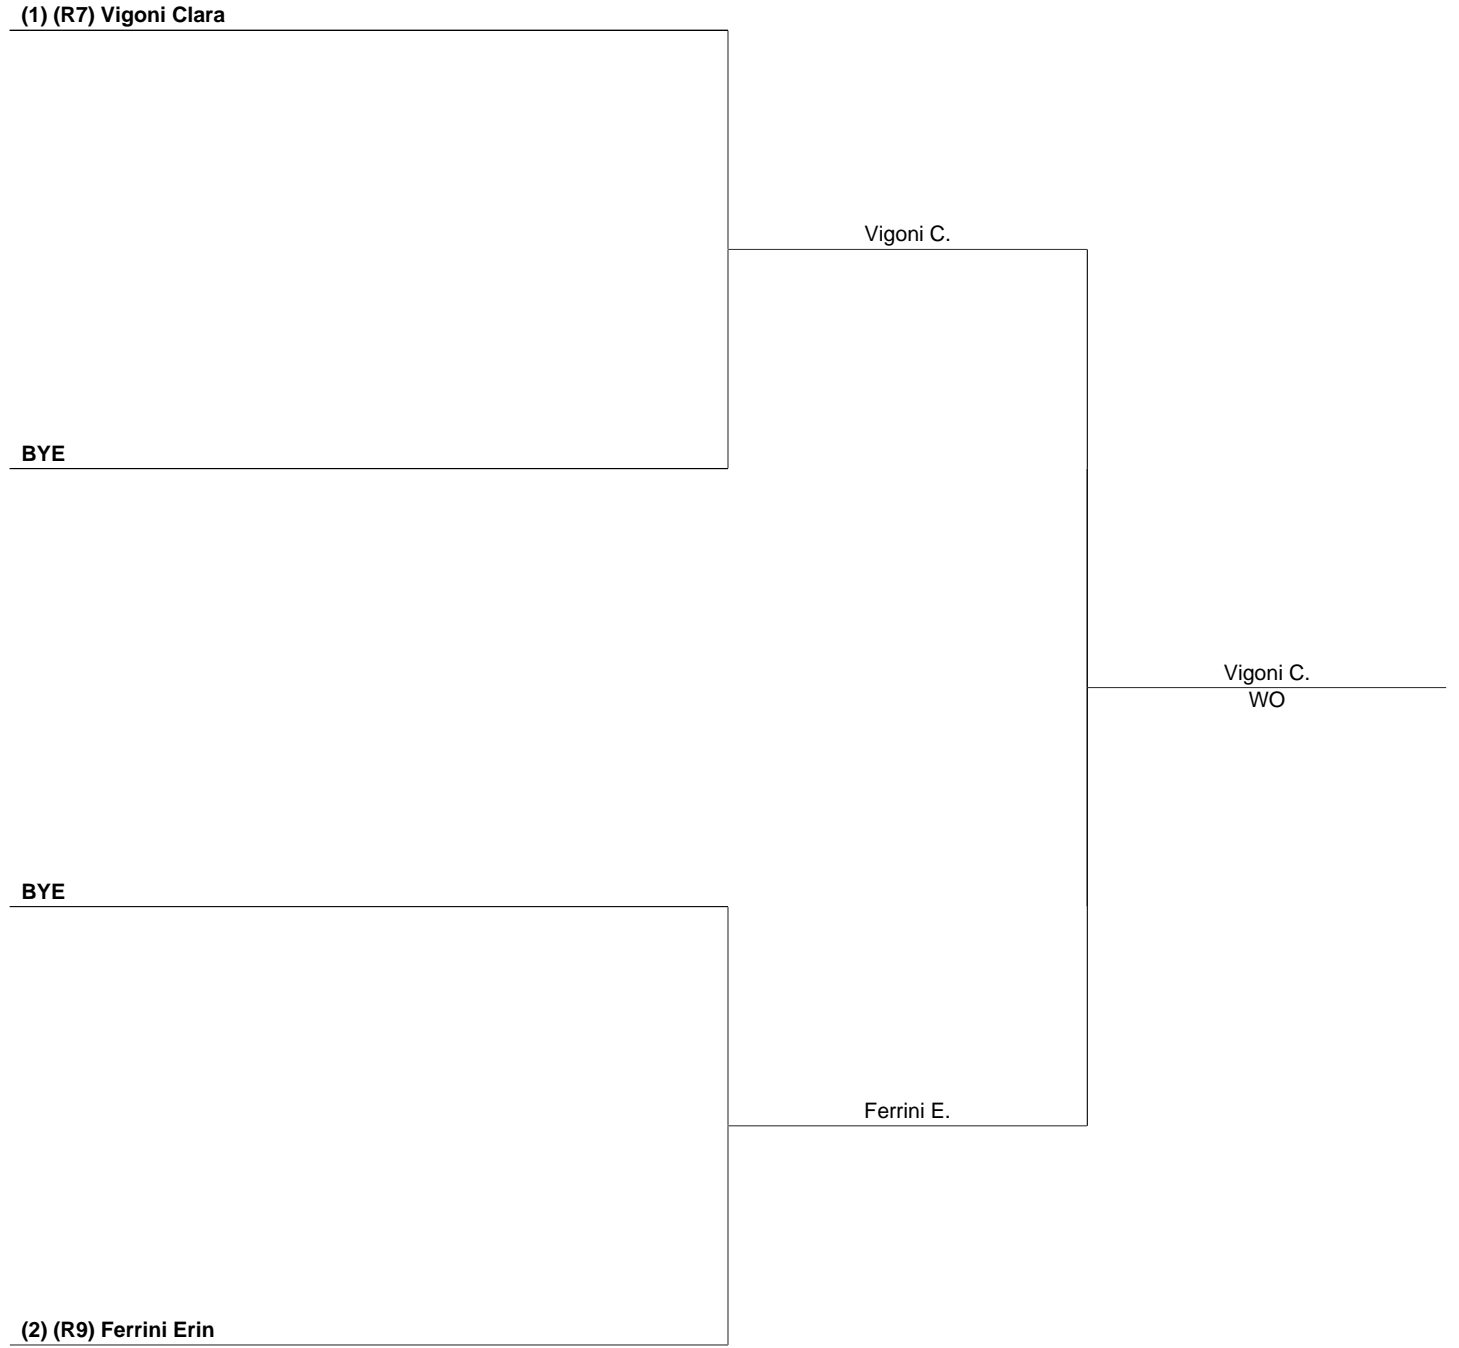 (1) (R7) Vigoni Clara
Vigoni C.
BYE
Vigoni C.
WO
BYE
Ferrini E.
(2) (R9) Ferrini Erin